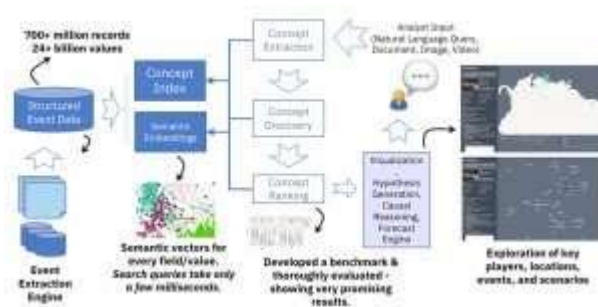 700+ million records
24+ billion values
Structured
Event Data
Event
Extraction
Engine
Concept
Index
Semantic
Embeddings
Semantic vectors for
every field/value.
Search queries take only
a few milliseconds.
Concept
Extraction
Concept
Discovery
Concept
Ranking
Developed a benchmark &
thoroughly evaluated -
showing very promising
results.
Analyst Input
(Natural Language Query,
Document, Image, Video)
Visualization
-
Hypothesis
Generation,
Causal
Reasoning,
Forecast
Engine
Exploration of key
players, locations,
events, and scenarios